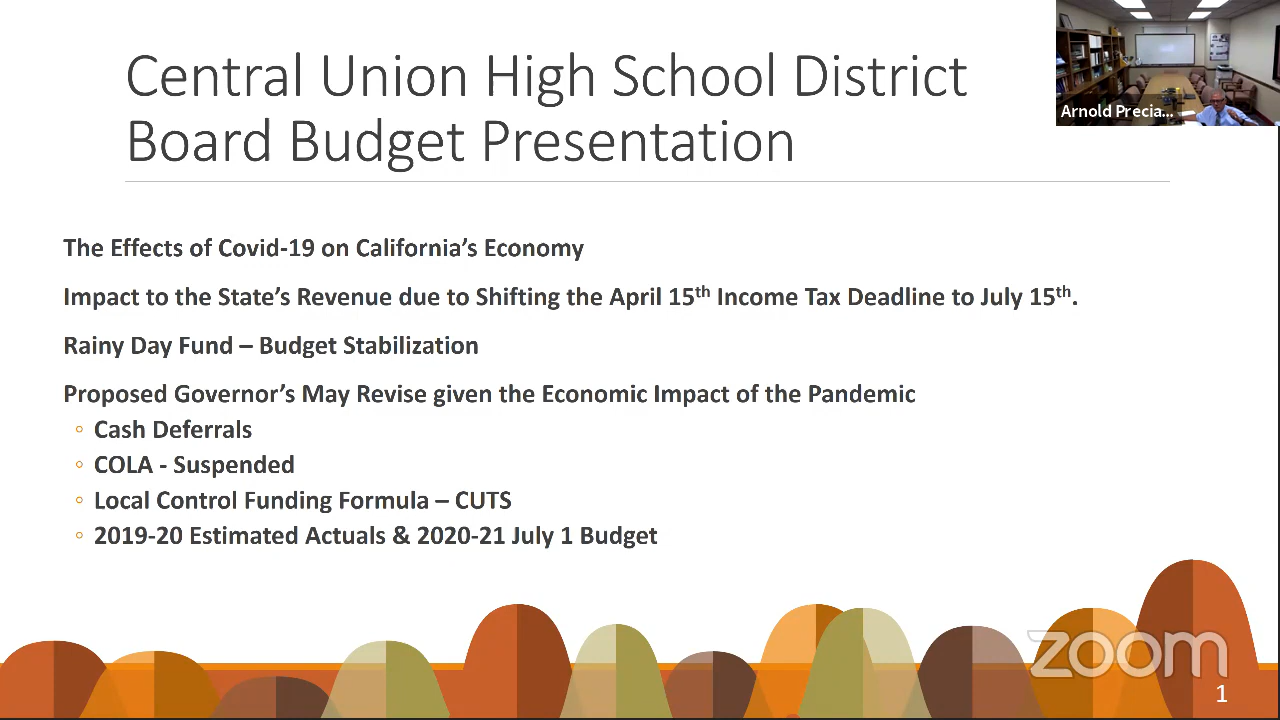 Central Union High School District
Board Budget Presentation
Arnold Precia...
The Effects of Covid-19 on California’s Economy
Impact to the State’s Revenue due to Shifting the April 15th Income Tax Deadline to July 15th.
Rainy Day Fund – Budget Stabilization
Proposed Governor’s May Revise given the Economic Impact of the Pandemic
◦ Cash Deferrals
◦ COLA - Suspended
◦ Local Control Funding Formula – CUTS
◦ 2019-20 Estimated Actuals & 2020-21 July 1 Budget
zoom
1